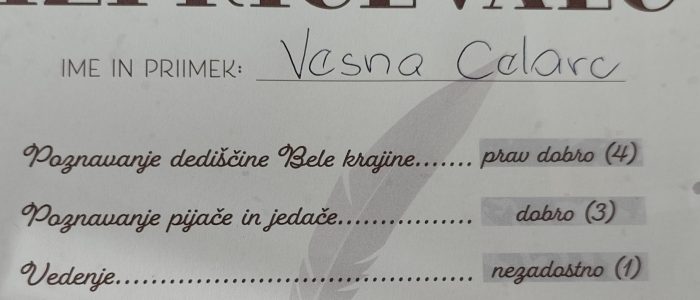 IME IN PRIIMEK: Vesna Celarc
Poznavanje dediščine Bele krajine....... prav dobro (4)
Poznavanje pijače in jedače................. dobro (3)
Vedenje............................................ nezadostno (1)